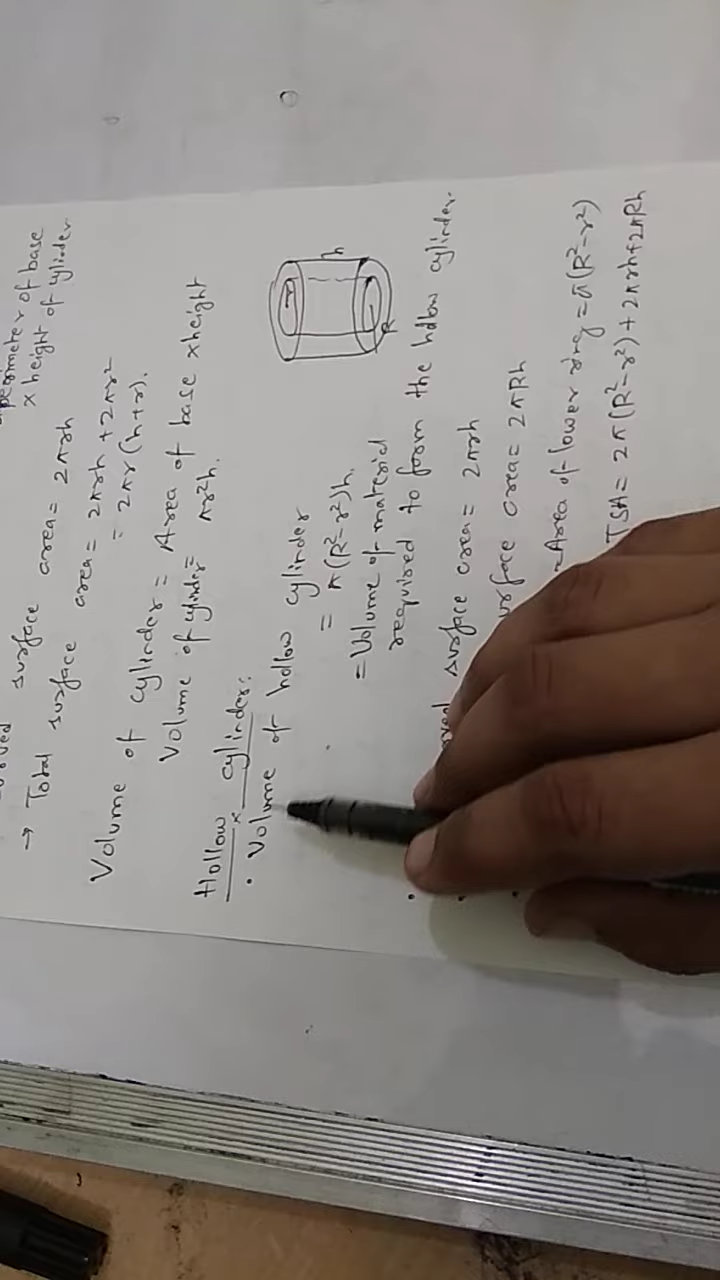 perimeter of base
x height of cylinder
surface area = 2πrh
→ Total surface area = 2πrh + 2πr²
= 2πr (h+r).
Volume of cylinder = Area of base x height
Volume of cylinder = πr²h.
Hollow cylinder:
• Volume of hollow cylinder
= π(R²-r²)h.
= Volume of material
required to form the hollow cylinder.
h
r
R
surface area = 2πrh
surface area = 2πRh
= Area of lower ring = π(R²-r²)
TSA = 2π(R²-r²) + 2πrh + 2πRh